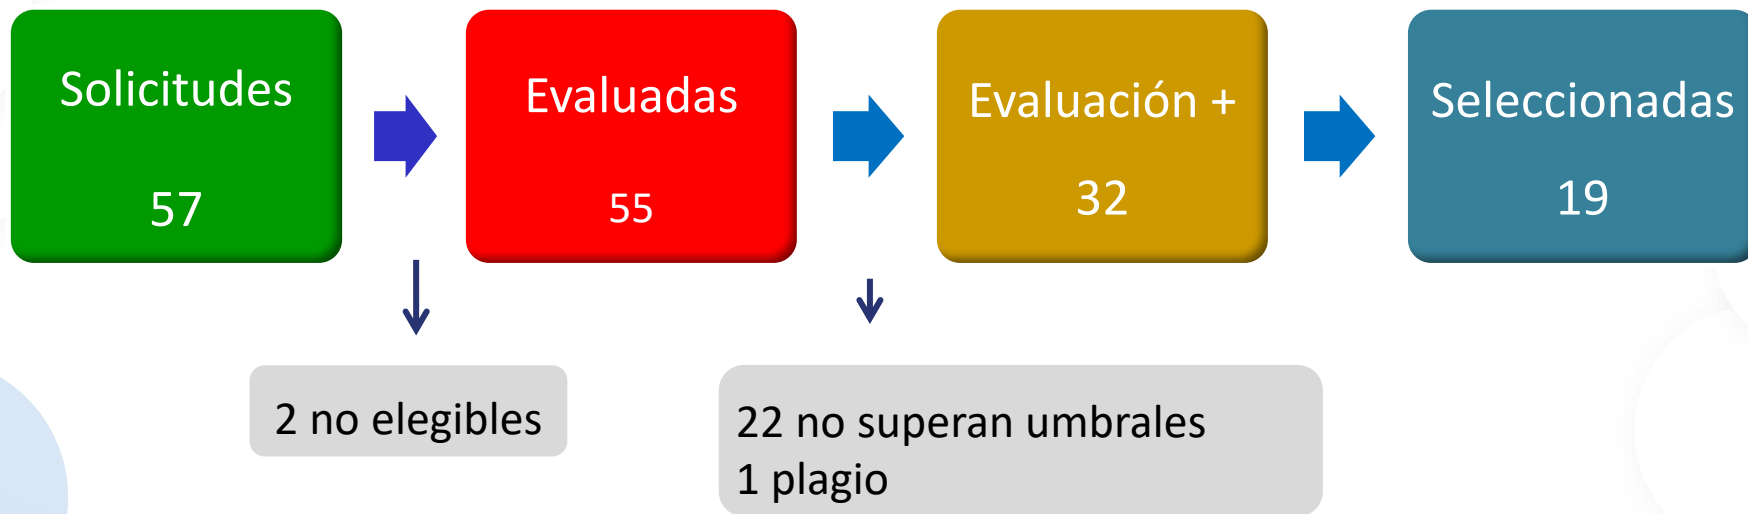 Solicitudes
57
Evaluadas
55
Evaluación +
32
Seleccionadas
19
2 no elegibles
22 no superan umbrales
1 plagio